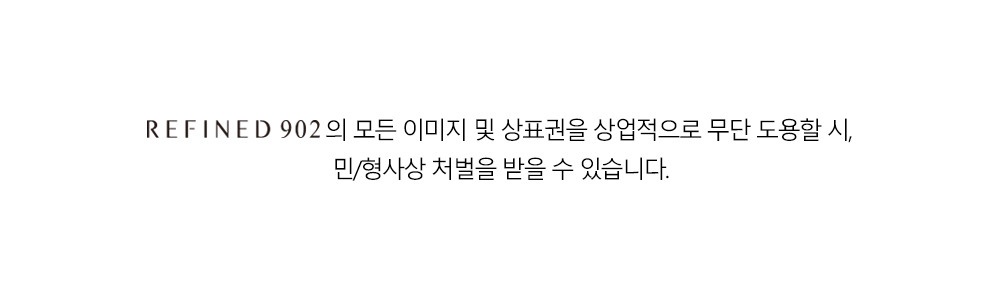 REFINED 902의 모든 이미지 및 상표권을 상업적으로 무단 도용할 시,
민/형사상 처벌을 받을 수 있습니다.